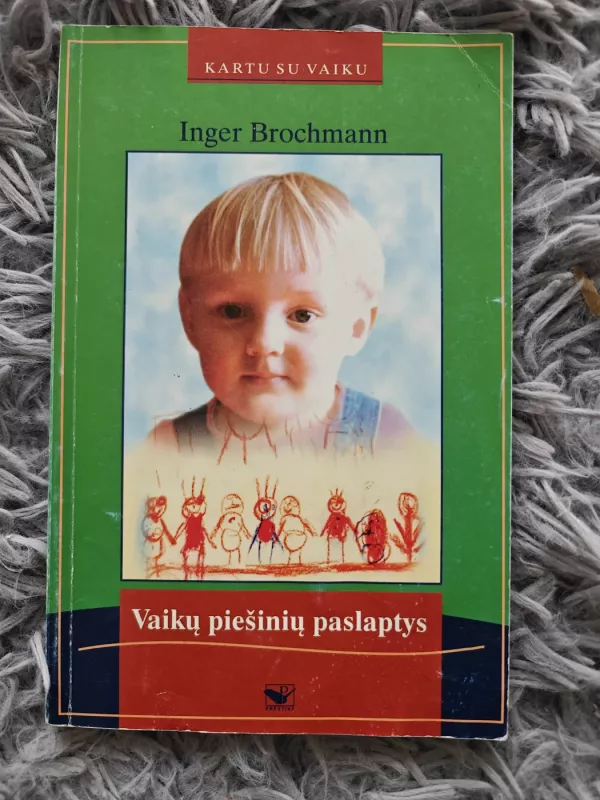 KARTU SU VAIKU
Inger Brochmann
Vaikų piešinių paslaptys